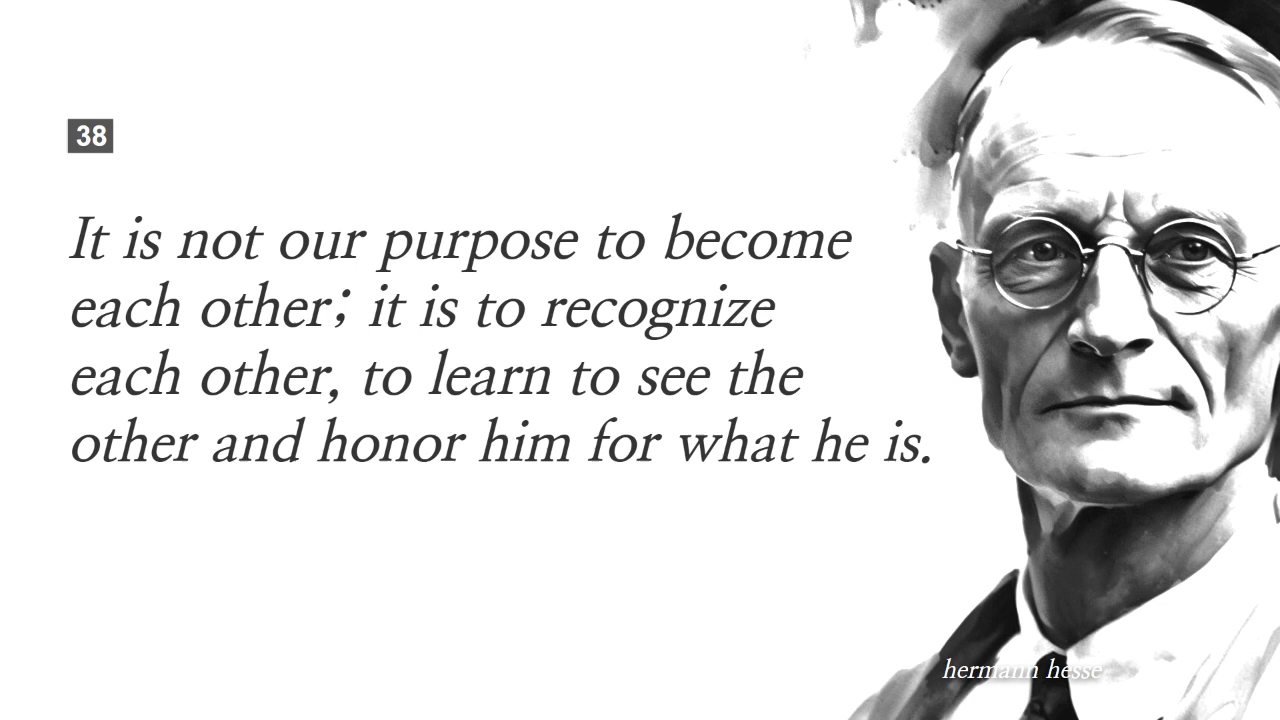 38
It is not our purpose to become
each other; it is to recognize
each other, to learn to see the
other and honor him for what he is.
hermann hesse